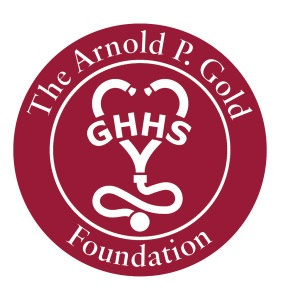 The Arnold P. Gold
GHHS
Foundation